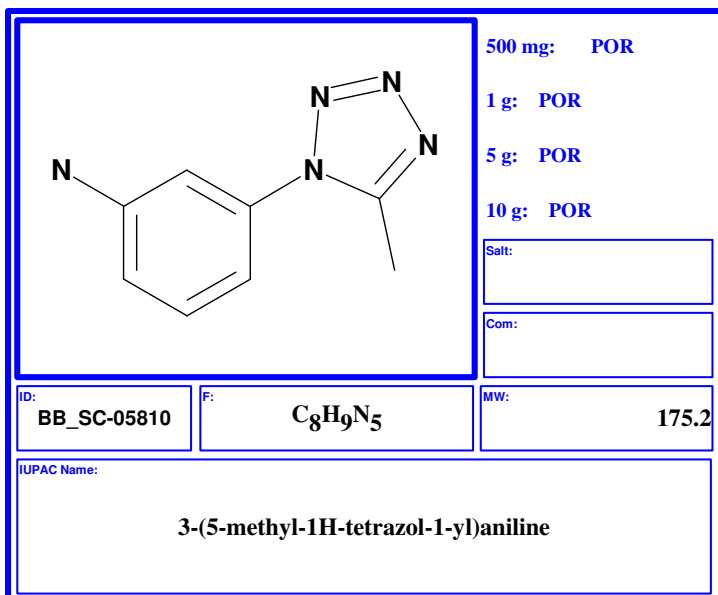 N
N
N
N
N
500 mg: POR
1 g: POR
5 g: POR
10 g: POR
Salt:
Com:
ID:
BB_SC-05810
F:
C8H9N5
MW:
175.2
IUPAC Name:
3-(5-methyl-1H-tetrazol-1-yl)aniline